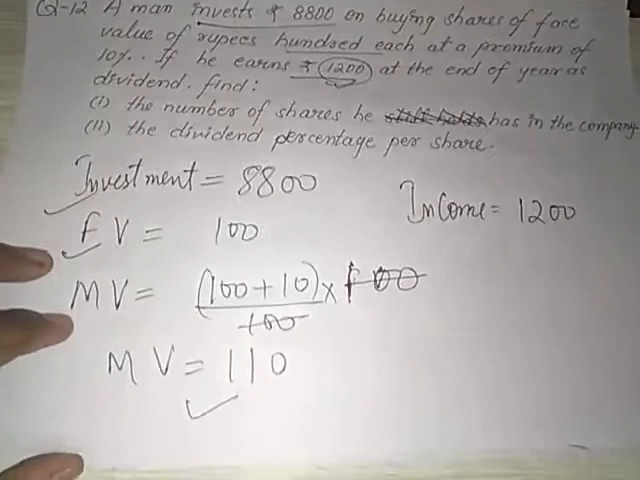 Q-12 A man invests ₹ 8800 on buying shares of face
value of rupees hundred each at a premium of
10%. If he earns ₹ 1200 at the end of year as
dividend. find:
(i) the number of shares he has in the company.
(ii) the dividend percentage per share.
Investment = 8800
Income = 1200
FV = 100
MV = (100+10) x 100
100
MV = 110